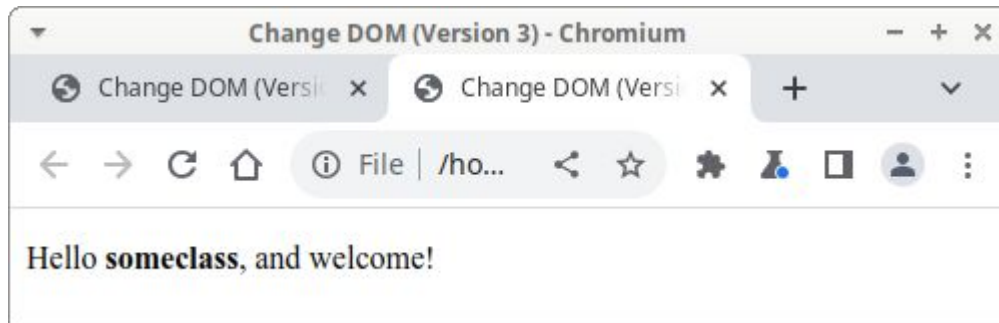 Change DOM (Version 3) - Chromium
Change DOM (Versi Change DOM (Versi
File /ho...
Hello someclass, and welcome!